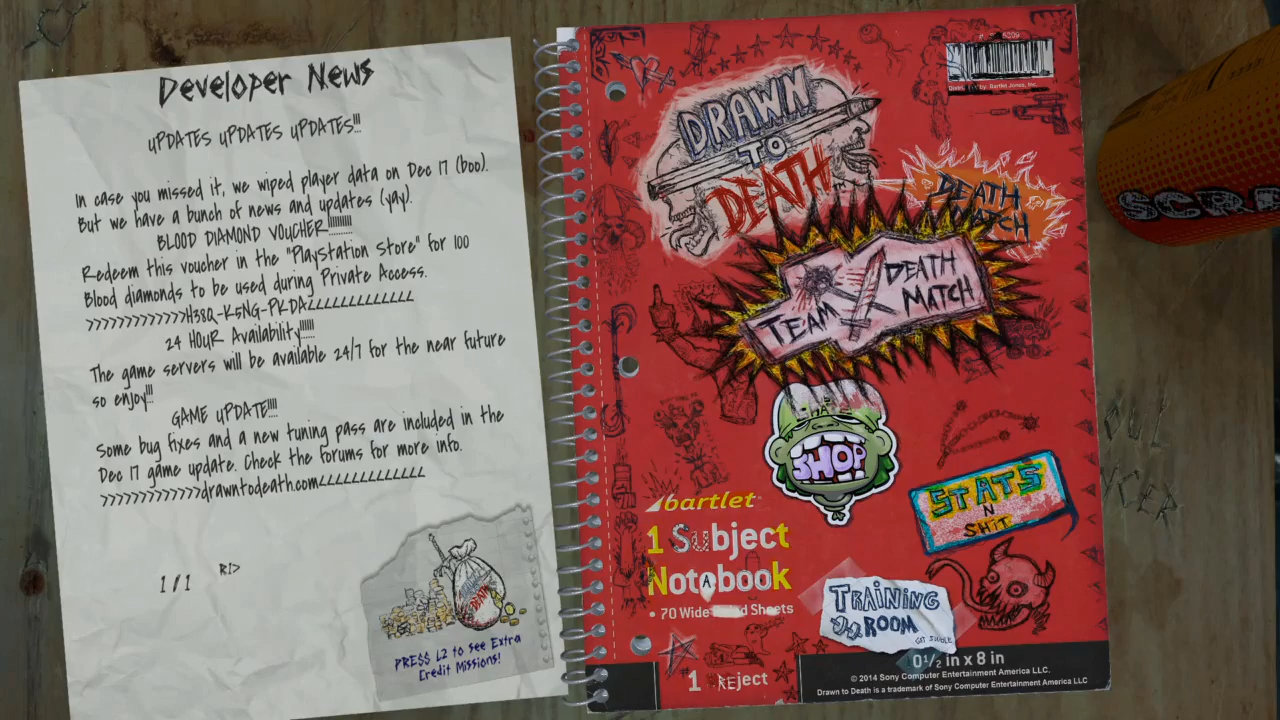 Developer News
UPDATES UPDATES UPDATES!!!
In case you missed it, we wiped player data on Dec 17 (boo).
But we have a bunch of news and updates (yay).
BLOOD DIAMOND VOUCHER!!!!!!!!!
Redeem this voucher in the "PlayStation Store" for 100
Blood diamonds to be used during Private Access.
>>>>>>>>>>>>>H38Q-K5NG-PKDA<<<<<<<<<<<<<
24 HOUR Availability!!!!!
The game servers will be available 24/7 for the near future
so enjoy!!!
GAME UPDATE!!!!
Some bug fixes and a new tuning pass are included in the
Dec 17 game update. Check the forums for more info.
>>>>>>>>>>>>>drawntodeath.com<<<<<<<<<<<<<
1 / 1
R1>
PRESS L2 to see Extra
Credit Missions!
DRAWN
TO
DEATH
DEATH
MATCH
TEAM DEATH
MATCH
SHOP
STATS
N
SHIT
bartlet
1 Subject
NotAbook
• 70 Wide Sheets
TRAINING
ROOM
1 REject
0½ in x 8 in
© 2014 Sony Computer Entertainment America LLC.
Drawn to Death is a trademark of Sony Computer Entertainment America LLC
SCRE